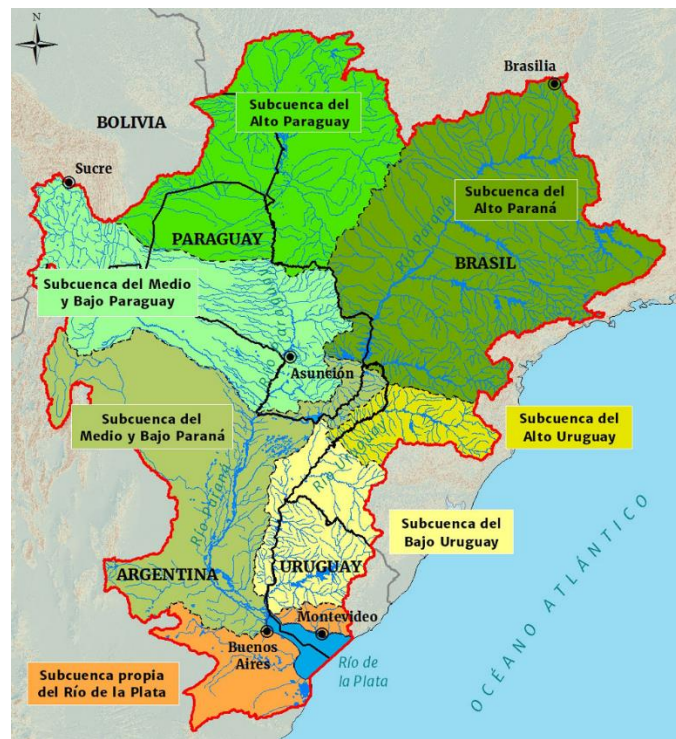 N
Brasilia
Subcuenca del
Alto Paraguay
BOLIVIA
Sucre
Subcuenca del
Alto Paraná
Río Paraná
PARAGUAY
BRASIL
Subcuenca del Medio
y Bajo Paraguay
Asunción
Subcuenca del
Medio y Bajo Paraná
Subcuenca del
Alto Uruguay
Río Uruguay
Río Paraná
Subcuenca del
Bajo Uruguay
ARGENTINA
URUGUAY
OCÉANO ATLÁNTICO
Montevideo
Buenos
Aires
Río de
la Plata
Subcuenca propia
del Río de la Plata